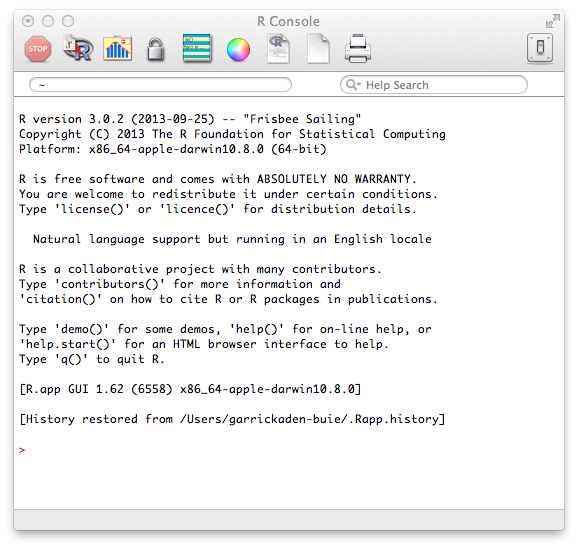 R Console
STOP
R
R
~
Help Search
R version 3.0.2 (2013-09-25) -- "Frisbee Sailing"
Copyright (C) 2013 The R Foundation for Statistical Computing
Platform: x86_64-apple-darwin10.8.0 (64-bit)
R is free software and comes with ABSOLUTELY NO WARRANTY.
You are welcome to redistribute it under certain conditions.
Type 'license()' or 'licence()' for distribution details.
Natural language support but running in an English locale
R is a collaborative project with many contributors.
Type 'contributors()' for more information and
'citation()' on how to cite R or R packages in publications.
Type 'demo()' for some demos, 'help()' for on-line help, or
'help.start()' for an HTML browser interface to help.
Type 'q()' to quit R.
[R.app GUI 1.62 (6558) x86_64-apple-darwin10.8.0]
[History restored from /Users/garrickaden-buie/.Rapp.history]
>